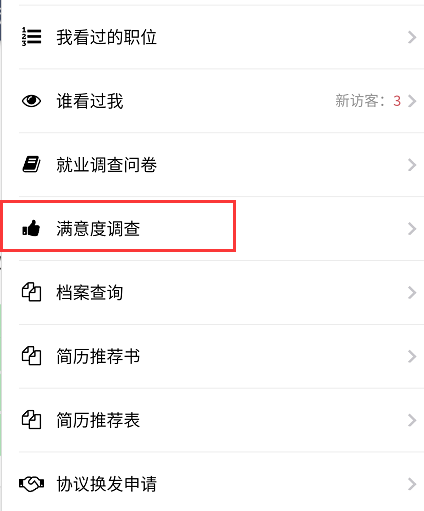 我看过的职位
谁看过我 新访客：3
就业调查问卷
满意度调查
档案查询
简历推荐书
简历推荐表
协议换发申请